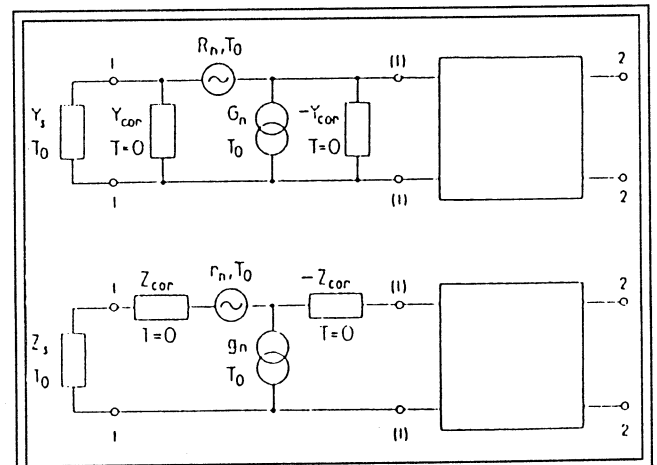 1
Rn,T0
(1)
2
Ys
T0
Ycor
T=0
Gn
T0
-Ycor
T=0
1
(1)
2
1
Zcor
rn,T0
-Zcor
(1)
2
Zs
T0
T=0
gn
T0
T=0
1
(1)
2